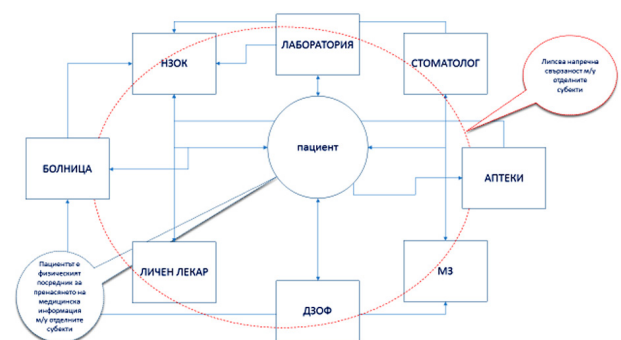 ЛАБОРАТОРИЯ
НЗОК
СТОМАТОЛОГ
Липсва напречна
свързаност м/у
отделните
субекти
пациент
БОЛНИЦА
АПТЕКИ
Пациентът е
физическият
посредник за
пренасянето на
медицинска
информация
м/у отделните
субекти
ЛИЧЕН ЛЕКАР
МЗ
ДЗОФ